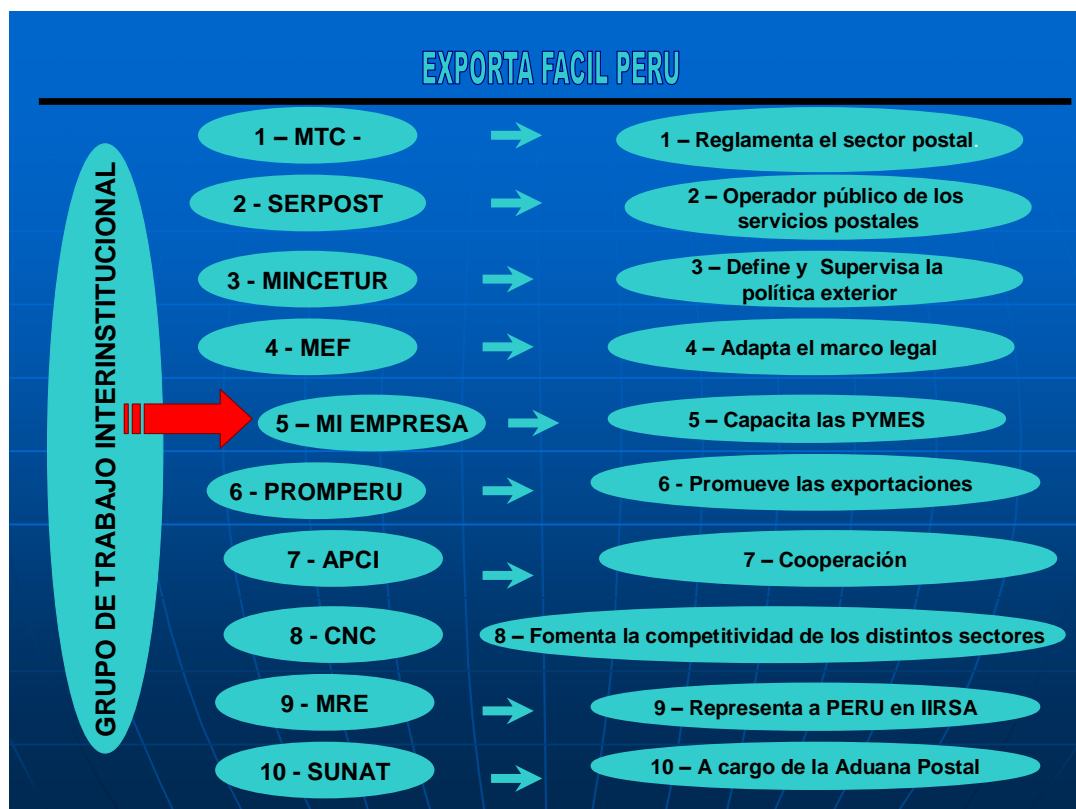 EXPORTA FACIL PERU
GRUPO DE TRABAJO INTERINSTITUCIONAL
1 – MTC -
1 – Reglamenta el sector postal.
2 - SERPOST
2 – Operador público de los
servicios postales
3 - MINCETUR
3 – Define y Supervisa la
política exterior
4 - MEF
4 – Adapta el marco legal
5 – MI EMPRESA
5 – Capacita las PYMES
6 - PROMPERU
6 - Promueve las exportaciones
7 - APCI
7 – Cooperación
8 - CNC
8 – Fomenta la competitividad de los distintos sectores
9 - MRE
9 – Representa a PERU en IIRSA
10 - SUNAT
10 – A cargo de la Aduana Postal